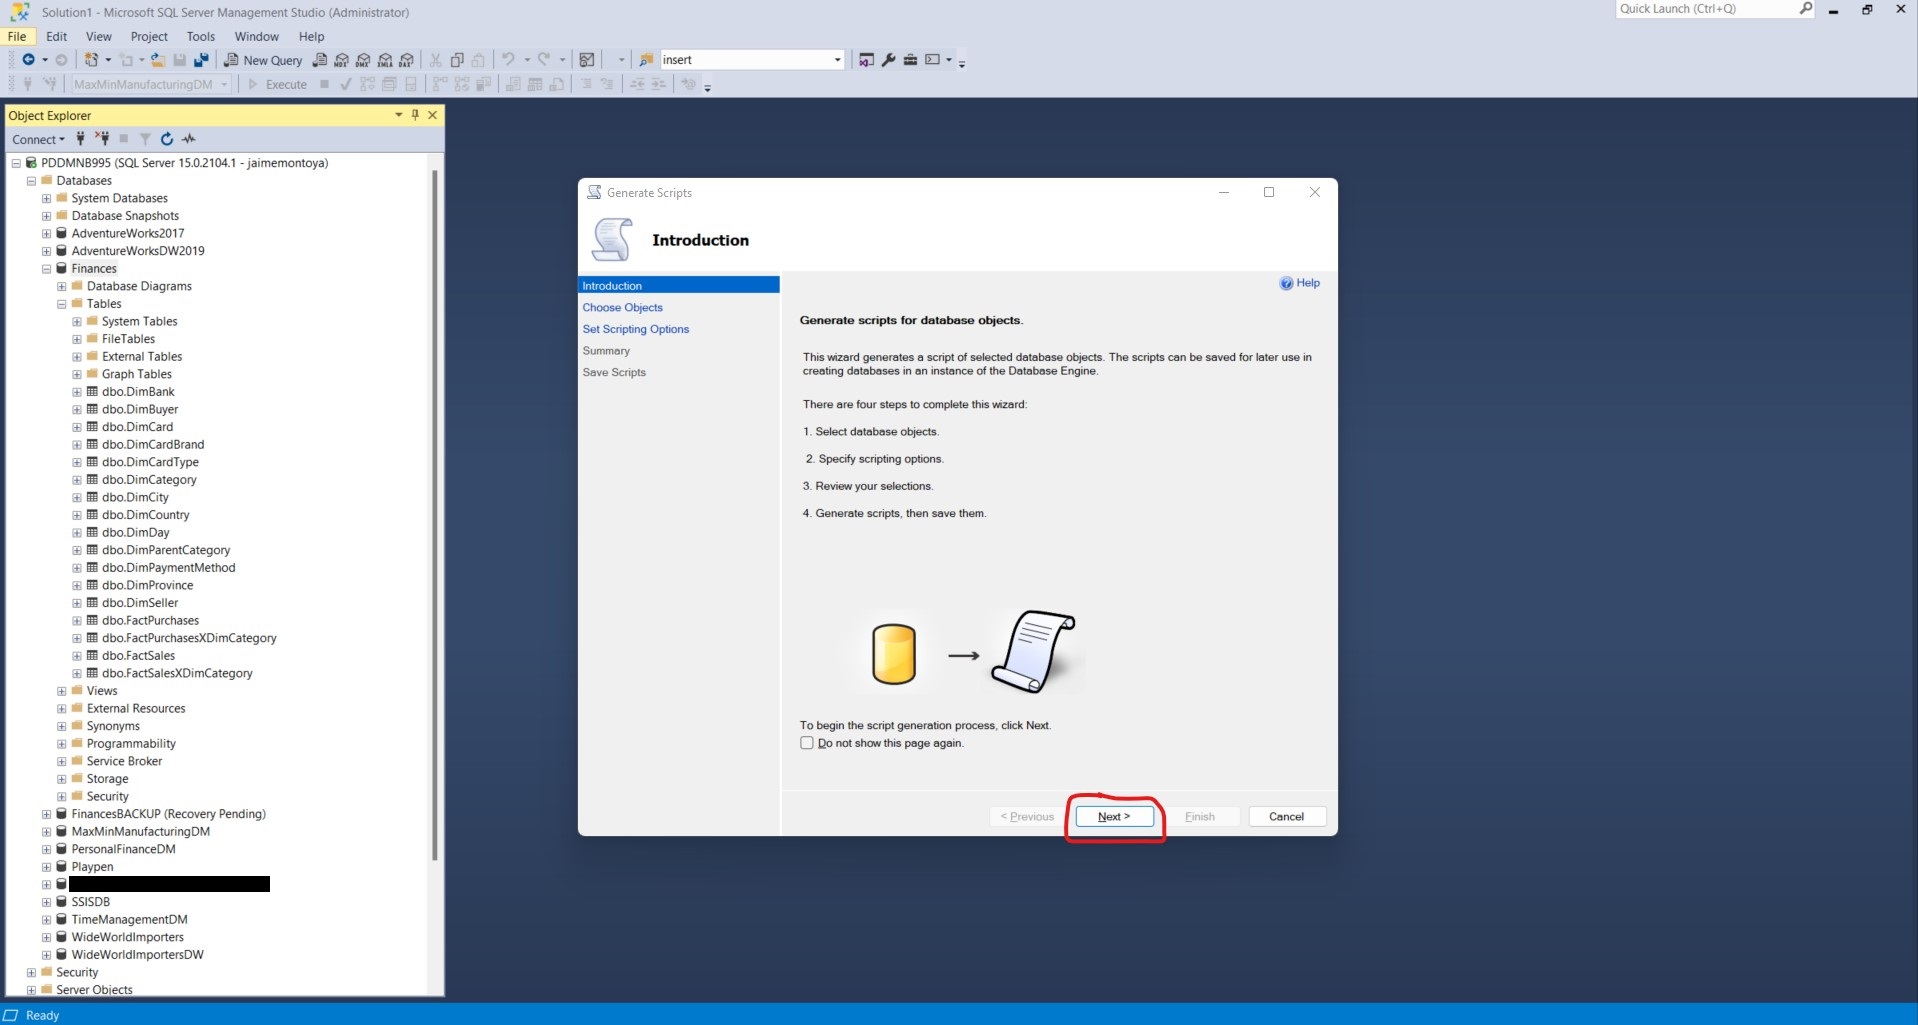 Solution1 - Microsoft SQL Server Management Studio (Administrator)
Quick Launch (Ctrl+Q)
File Edit View Project Tools Window Help
New Query MDX DMX XMLA DAX insert
MaxMinManufacturingDM Execute
Object Explorer
Connect
PDDMNB995 (SQL Server 15.0.2104.1 - jaimemontoya)
Databases
System Databases
Database Snapshots
AdventureWorks2017
AdventureWorksDW2019
Finances
Database Diagrams
Tables
System Tables
FileTables
External Tables
Graph Tables
dbo.DimBank
dbo.DimBuyer
dbo.DimCard
dbo.DimCardBrand
dbo.DimCardType
dbo.DimCategory
dbo.DimCity
dbo.DimCountry
dbo.DimDay
dbo.DimParentCategory
dbo.DimPaymentMethod
dbo.DimProvince
dbo.DimSeller
dbo.FactPurchases
dbo.FactPurchasesXDimCategory
dbo.FactSales
dbo.FactSalesXDimCategory
Views
External Resources
Synonyms
Programmability
Service Broker
Storage
Security
FinancesBACKUP (Recovery Pending)
MaxMinManufacturingDM
PersonalFinanceDM
Playpen
SSISDB
TimeManagementDM
WideWorldImporters
WideWorldImportersDW
Security
Server Objects
Generate Scripts
Introduction
Introduction
Choose Objects
Set Scripting Options
Summary
Save Scripts
Help
Generate scripts for database objects.
This wizard generates a script of selected database objects. The scripts can be saved for later use in
creating databases in an instance of the Database Engine.
There are four steps to complete this wizard:
1. Select database objects.
2. Specify scripting options.
3. Review your selections.
4. Generate scripts, then save them.
To begin the script generation process, click Next.
Do not show this page again.
< Previous Next > Finish Cancel
Ready